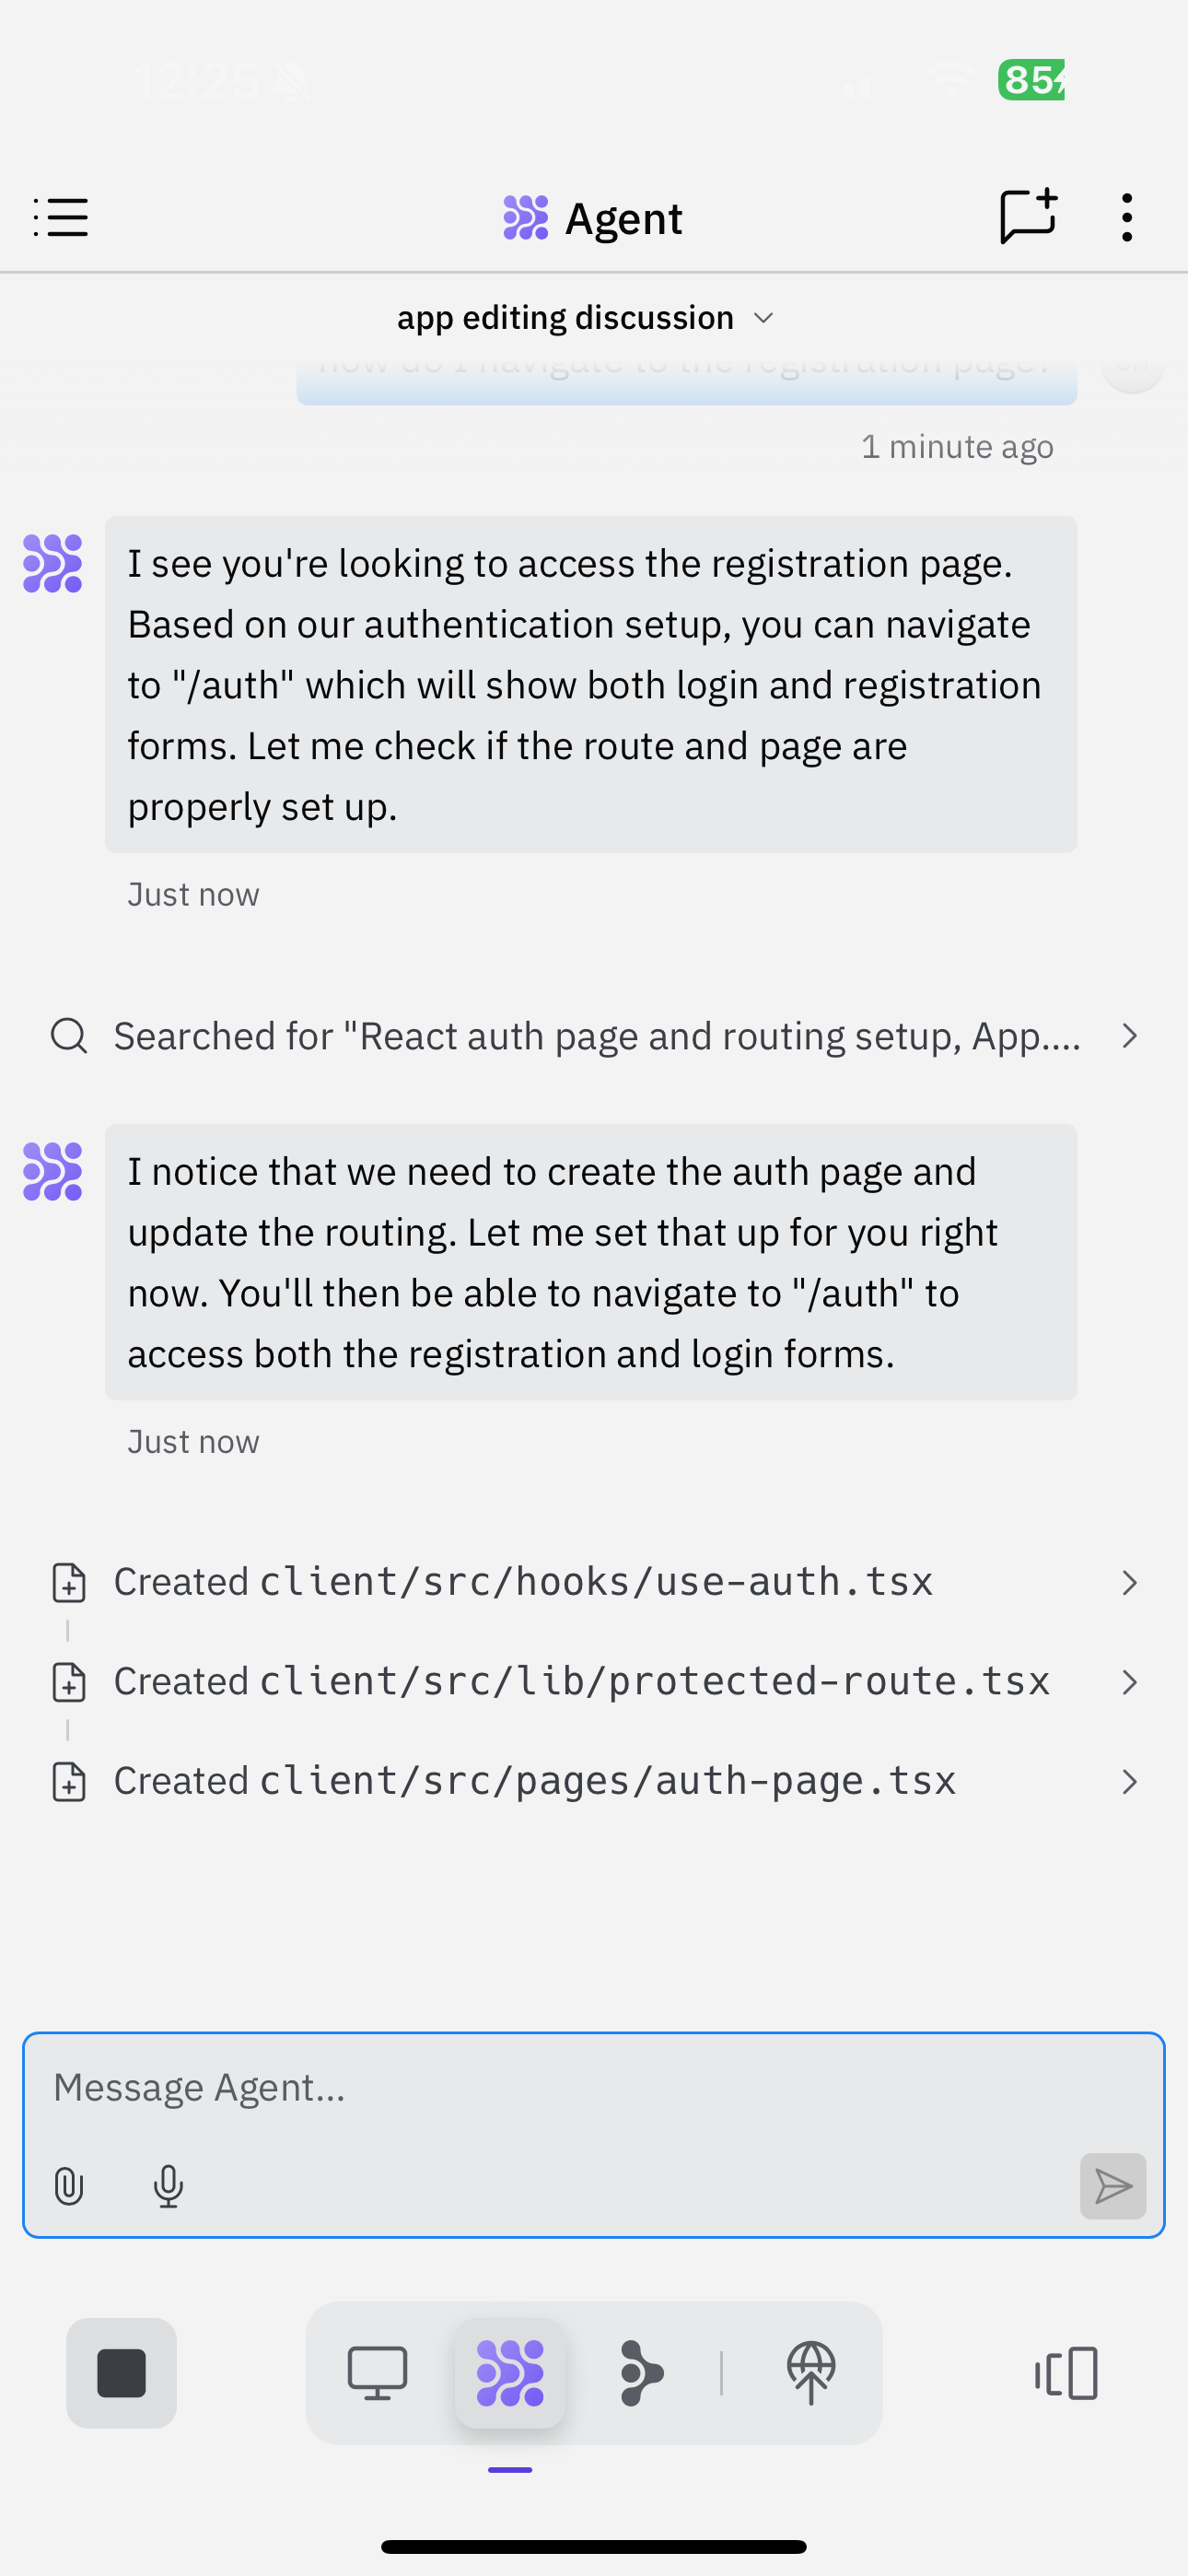 12:25
85
Agent
app editing discussion
how do I navigate to the registration page?
1 minute ago
I see you're looking to access the registration page.
Based on our authentication setup, you can navigate
to "/auth" which will show both login and registration
forms. Let me check if the route and page are
properly set up.
Just now
Searched for "React auth page and routing setup, App....
I notice that we need to create the auth page and
update the routing. Let me set that up for you right
now. You'll then be able to navigate to "/auth" to
access both the registration and login forms.
Just now
Created client/src/hooks/use-auth.tsx
Created client/src/lib/protected-route.tsx
Created client/src/pages/auth-page.tsx
Message Agent...